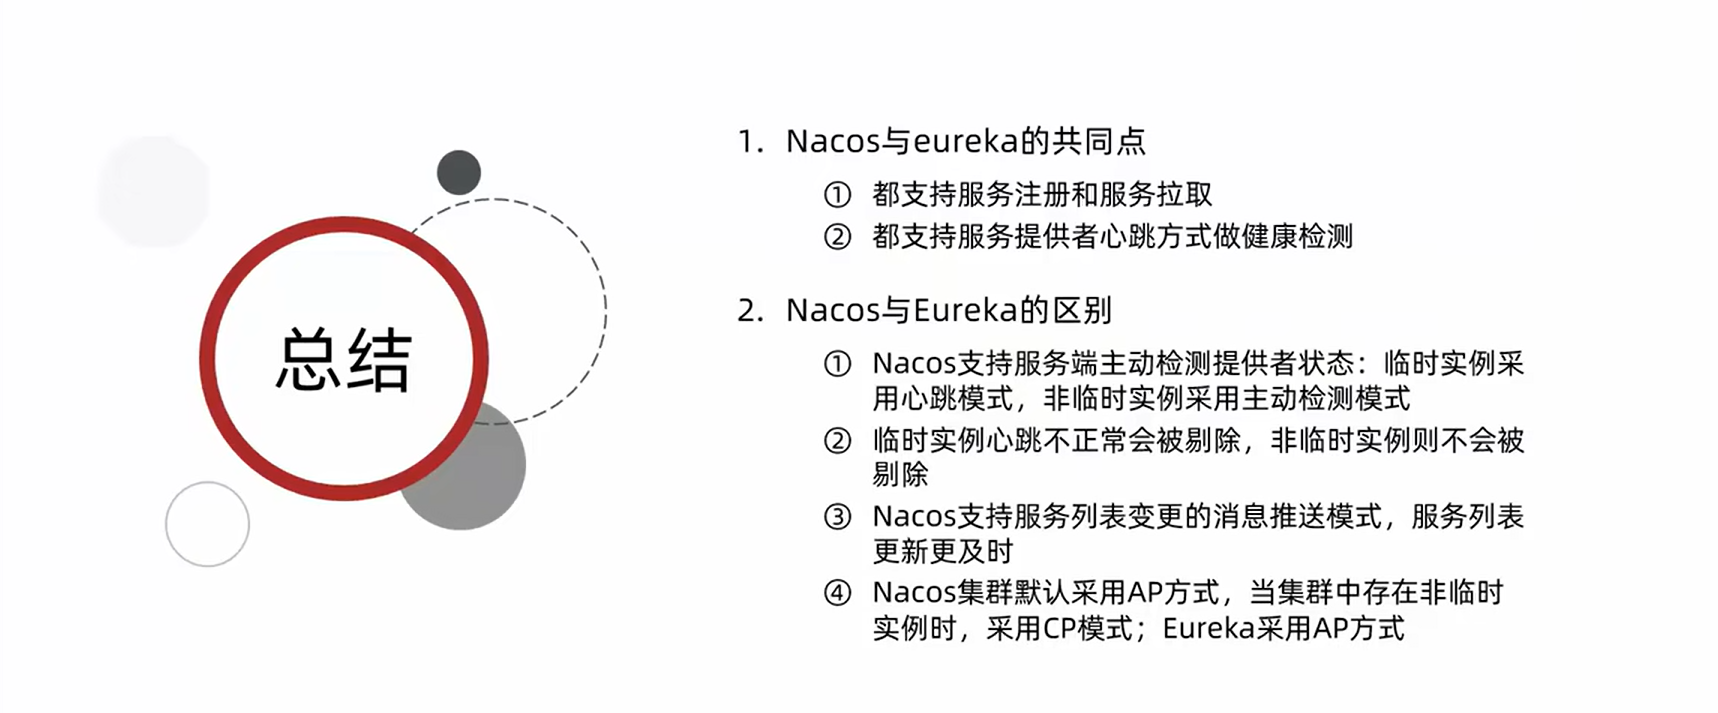 总结
1. Nacos与eureka的共同点
① 都支持服务注册和服务拉取
② 都支持服务提供者心跳方式做健康检测
2. Nacos与Eureka的区别
① Nacos支持服务端主动检测提供者状态：临时实例采
用心跳模式，非临时实例采用主动检测模式
② 临时实例心跳不正常会被剔除，非临时实例则不会被
剔除
③ Nacos支持服务列表变更的消息推送模式，服务列表
更新更及时
④ Nacos集群默认采用AP方式，当集群中存在非临时
实例时，采用CP模式；Eureka采用AP方式